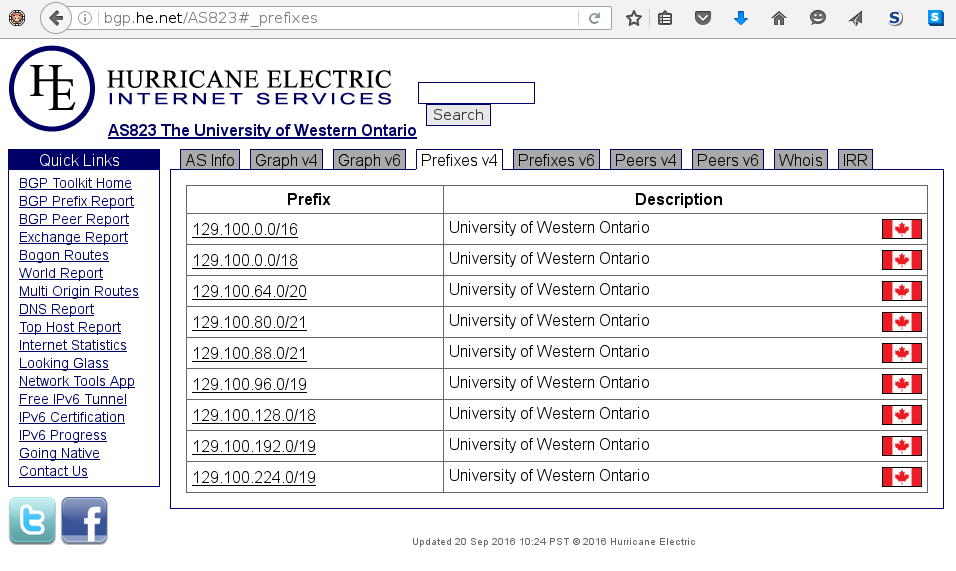 bgp.he.net/AS823#_prefixes
HE
HURRICANE ELECTRIC
INTERNET SERVICES
Search
AS823 The University of Western Ontario
Quick Links
BGP Toolkit Home
BGP Prefix Report
BGP Peer Report
Exchange Report
Bogon Routes
World Report
Multi Origin Routes
DNS Report
Top Host Report
Internet Statistics
Looking Glass
Network Tools App
Free IPv6 Tunnel
IPv6 Certification
IPv6 Progress
Going Native
Contact Us
AS Info Graph v4 Graph v6 Prefixes v4 Prefixes v6 Peers v4 Peers v6 Whois IRR
Prefix Description
129.100.0.0/16 University of Western Ontario
129.100.0.0/18 University of Western Ontario
129.100.64.0/20 University of Western Ontario
129.100.80.0/21 University of Western Ontario
129.100.88.0/21 University of Western Ontario
129.100.96.0/19 University of Western Ontario
129.100.128.0/18 University of Western Ontario
129.100.192.0/19 University of Western Ontario
129.100.224.0/19 University of Western Ontario
Updated 20 Sep 2016 10:24 PST © 2016 Hurricane Electric